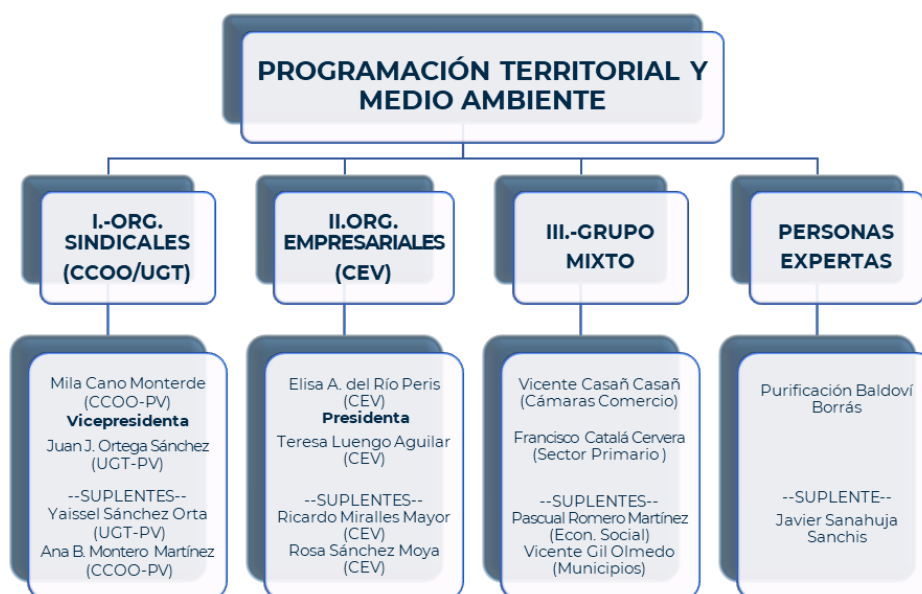 PROGRAMACIÓN TERRITORIAL Y
MEDIO AMBIENTE
I.-ORG.
SINDICALES
(CCOO/UGT)
II.ORG.
EMPRESARIALES
(CEV)
III.-GRUPO
MIXTO
PERSONAS
EXPERTAS
Mila Cano Monterde
(CCOO-PV)
Vicepresidenta
Juan J. Ortega Sánchez
(UGT-PV)
--SUPLENTES--
Yaissel Sánchez Orta
(UGT-PV)
Ana B. Montero Martínez
(CCOO-PV)
Elisa A. del Río Peris
(CEV)
Presidenta
Teresa Luengo Aguilar
(CEV)
--SUPLENTES--
Ricardo Miralles Mayor
(CEV)
Rosa Sánchez Moya
(CEV)
Vicente Casañ Casañ
(Cámaras Comercio)
Francisco Catalá Cervera
(Sector Primario )
--SUPLENTES--
Pascual Romero Martínez
(Econ. Social)
Vicente Gil Olmedo
(Municipios)
Purificación Baldoví
Borrás
--SUPLENTE--
Javier Sanahuja
Sanchis